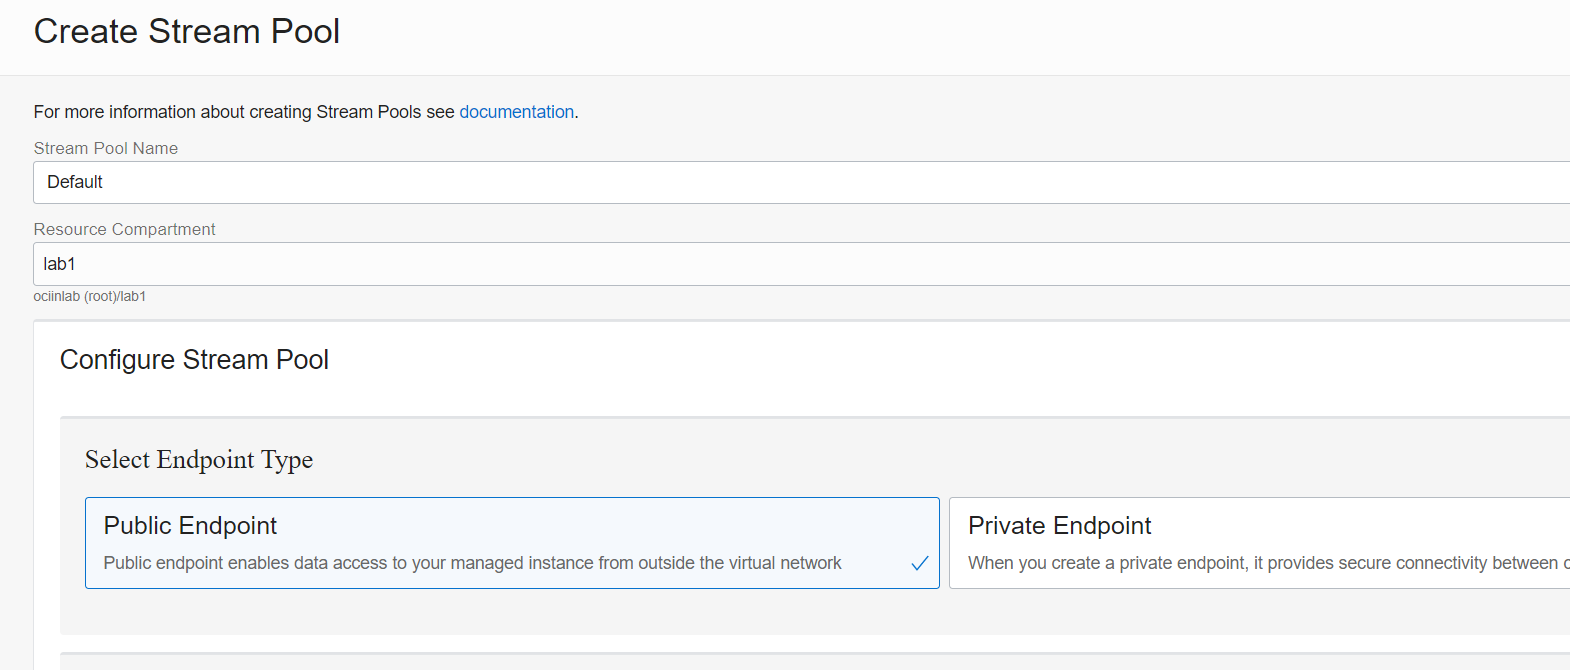 Create Stream Pool
For more information about creating Stream Pools see documentation.
Stream Pool Name
Default
Resource Compartment
lab1
ociinlab (root)/lab1
Configure Stream Pool
Select Endpoint Type
Public Endpoint
Public endpoint enables data access to your managed instance from outside the virtual network
Private Endpoint
When you create a private endpoint, it provides secure connectivity between